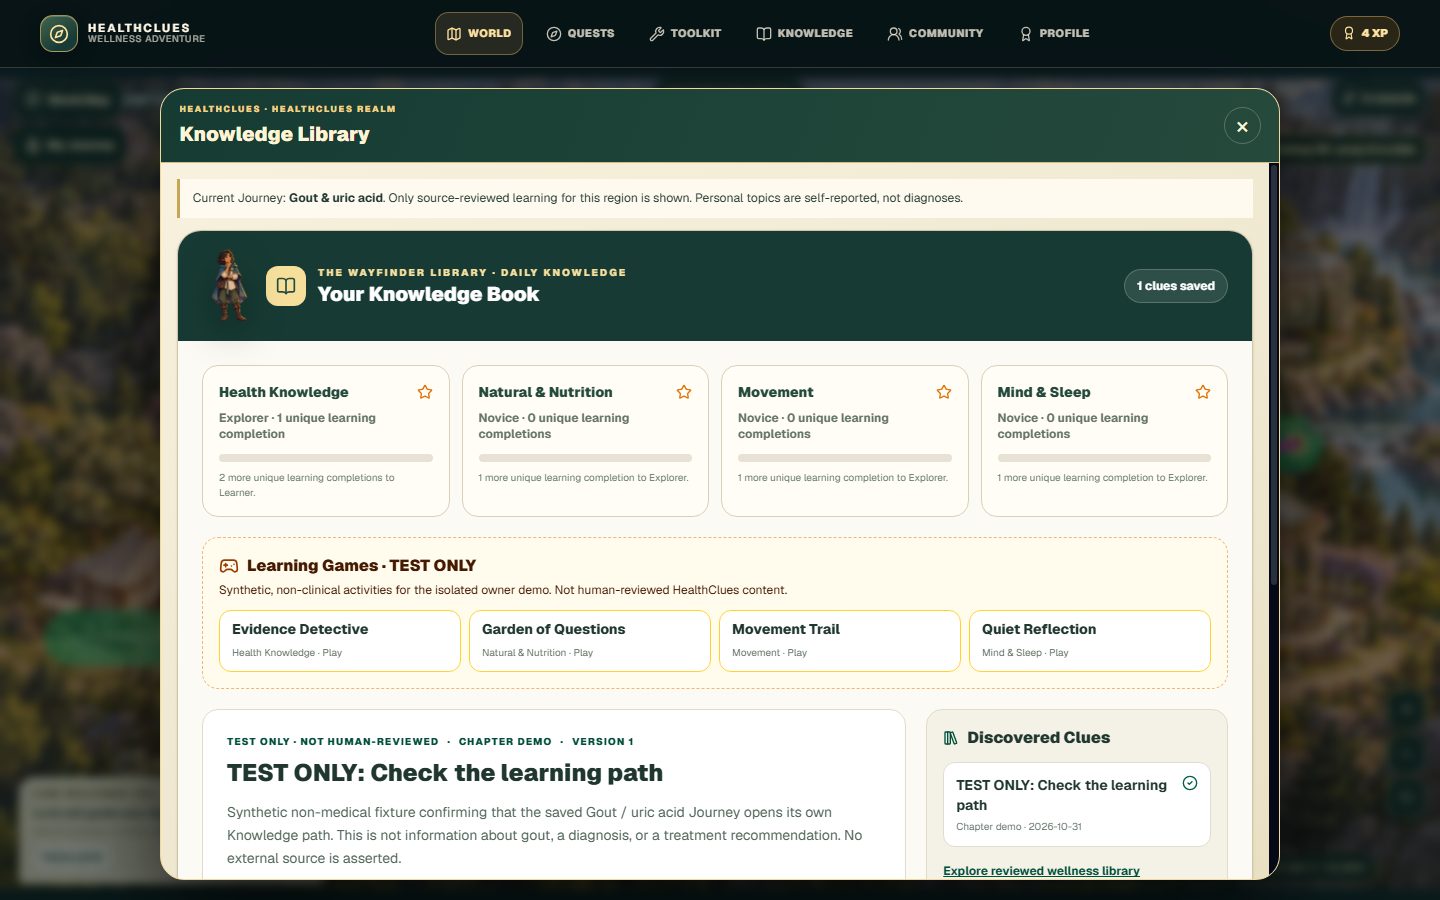 HEALTHCLUES
WELLNESS ADVENTURE
WORLD
QUESTS
TOOLKIT
KNOWLEDGE
COMMUNITY
PROFILE
4 XP
HEALTHCLUES · HEALTHCLUES REALM
Knowledge Library
Current Journey: Gout & uric acid. Only source-reviewed learning for this region is shown. Personal topics are self-reported, not diagnoses.
THE WAYFINDER LIBRARY · DAILY KNOWLEDGE
Your Knowledge Book
1 clues saved
Health Knowledge
Explorer · 1 unique learning
completion
2 more unique learning completions to
Learner.
Natural & Nutrition
Novice · 0 unique learning
completions
1 more unique learning completion to Explorer.
Movement
Novice · 0 unique learning
completions
1 more unique learning completion to Explorer.
Mind & Sleep
Novice · 0 unique learning
completions
1 more unique learning completion to Explorer.
Learning Games · TEST ONLY
Synthetic, non-clinical activities for the isolated owner demo. Not human-reviewed HealthClues content.
Evidence Detective
Health Knowledge · Play
Garden of Questions
Natural & Nutrition · Play
Movement Trail
Movement · Play
Quiet Reflection
Mind & Sleep · Play
TEST ONLY · NOT HUMAN-REVIEWED · CHAPTER DEMO · VERSION 1
TEST ONLY: Check the learning path
Synthetic non-medical fixture confirming that the saved Gout / uric acid Journey opens its own
Knowledge path. This is not information about gout, a diagnosis, or a treatment recommendation. No
external source is asserted.
Discovered Clues
TEST ONLY: Check the learning
path
Chapter demo · 2026-10-31
Explore reviewed wellness library